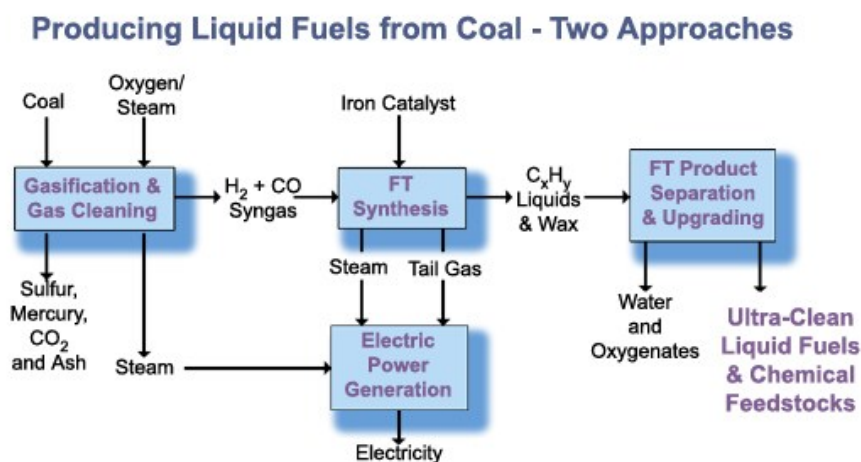 Producing Liquid Fuels from Coal - Two Approaches
Coal
Oxygen/
Steam
Iron Catalyst
Gasification &
Gas Cleaning
H₂ + CO
Syngas
FT
Synthesis
CₓHᵧ
Liquids
& Wax
FT Product
Separation
& Upgrading
Sulfur,
Mercury,
CO₂
and Ash
Steam
Steam
Tail Gas
Electric
Power
Generation
Electricity
Water
and
Oxygenates
Ultra-Clean
Liquid Fuels
& Chemical
Feedstocks